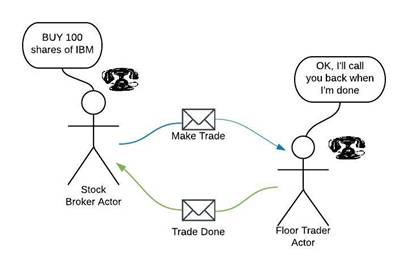 BUY 100
shares of IBM
OK, I'll call
you back when
I'm done
Make Trade
Stock
Broker Actor
Trade Done
Floor Trader
Actor